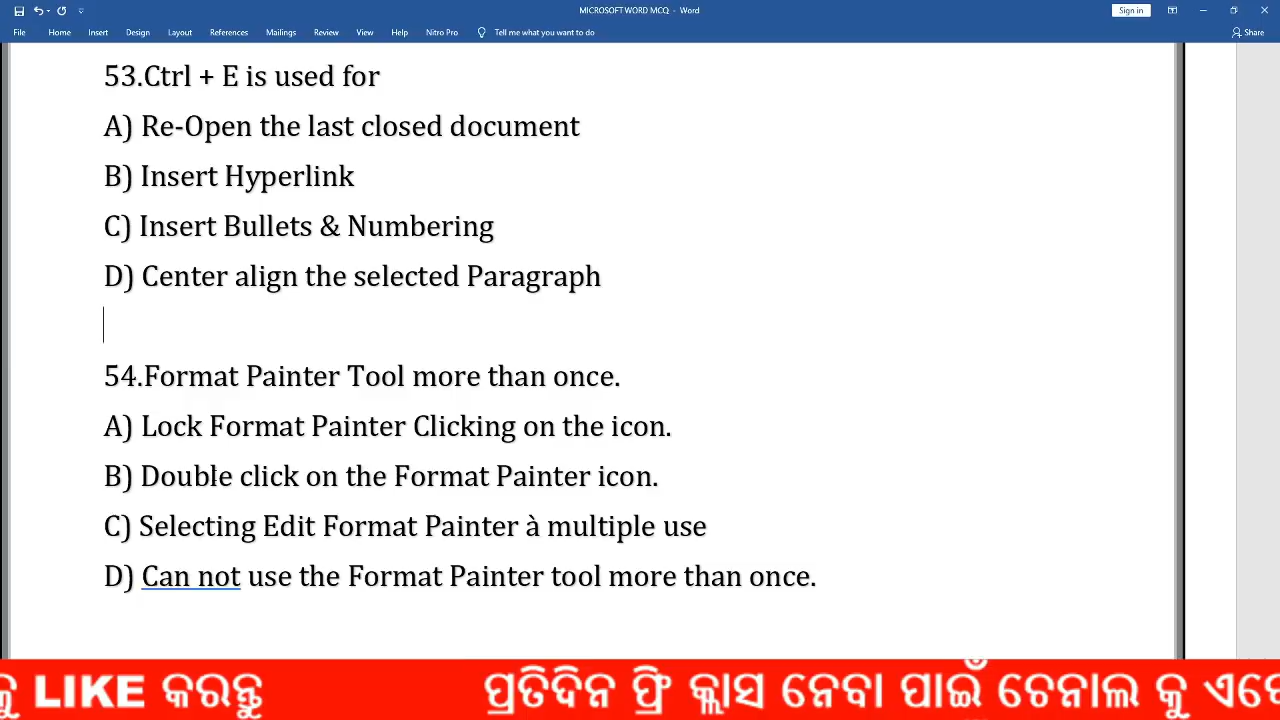 MICROSOFT WORD MCQ - Word
Sign in
File Home Insert Design Layout References Mailings Review View Help Nitro Pro Tell me what you want to do Share
53.Ctrl + E is used for
A) Re-Open the last closed document
B) Insert Hyperlink
C) Insert Bullets & Numbering
D) Center align the selected Paragraph
54.Format Painter Tool more than once.
A) Lock Format Painter Clicking on the icon.
B) Double click on the Format Painter icon.
C) Selecting Edit Format Painter à multiple use
D) Can not use the Format Painter tool more than once.
କୁ LIKE କରନ୍ତୁ ପ୍ରତିଦିନ ଫ୍ରି କ୍ଲାସ ନେବା ପାଇଁ ଚେନାଲ କୁ